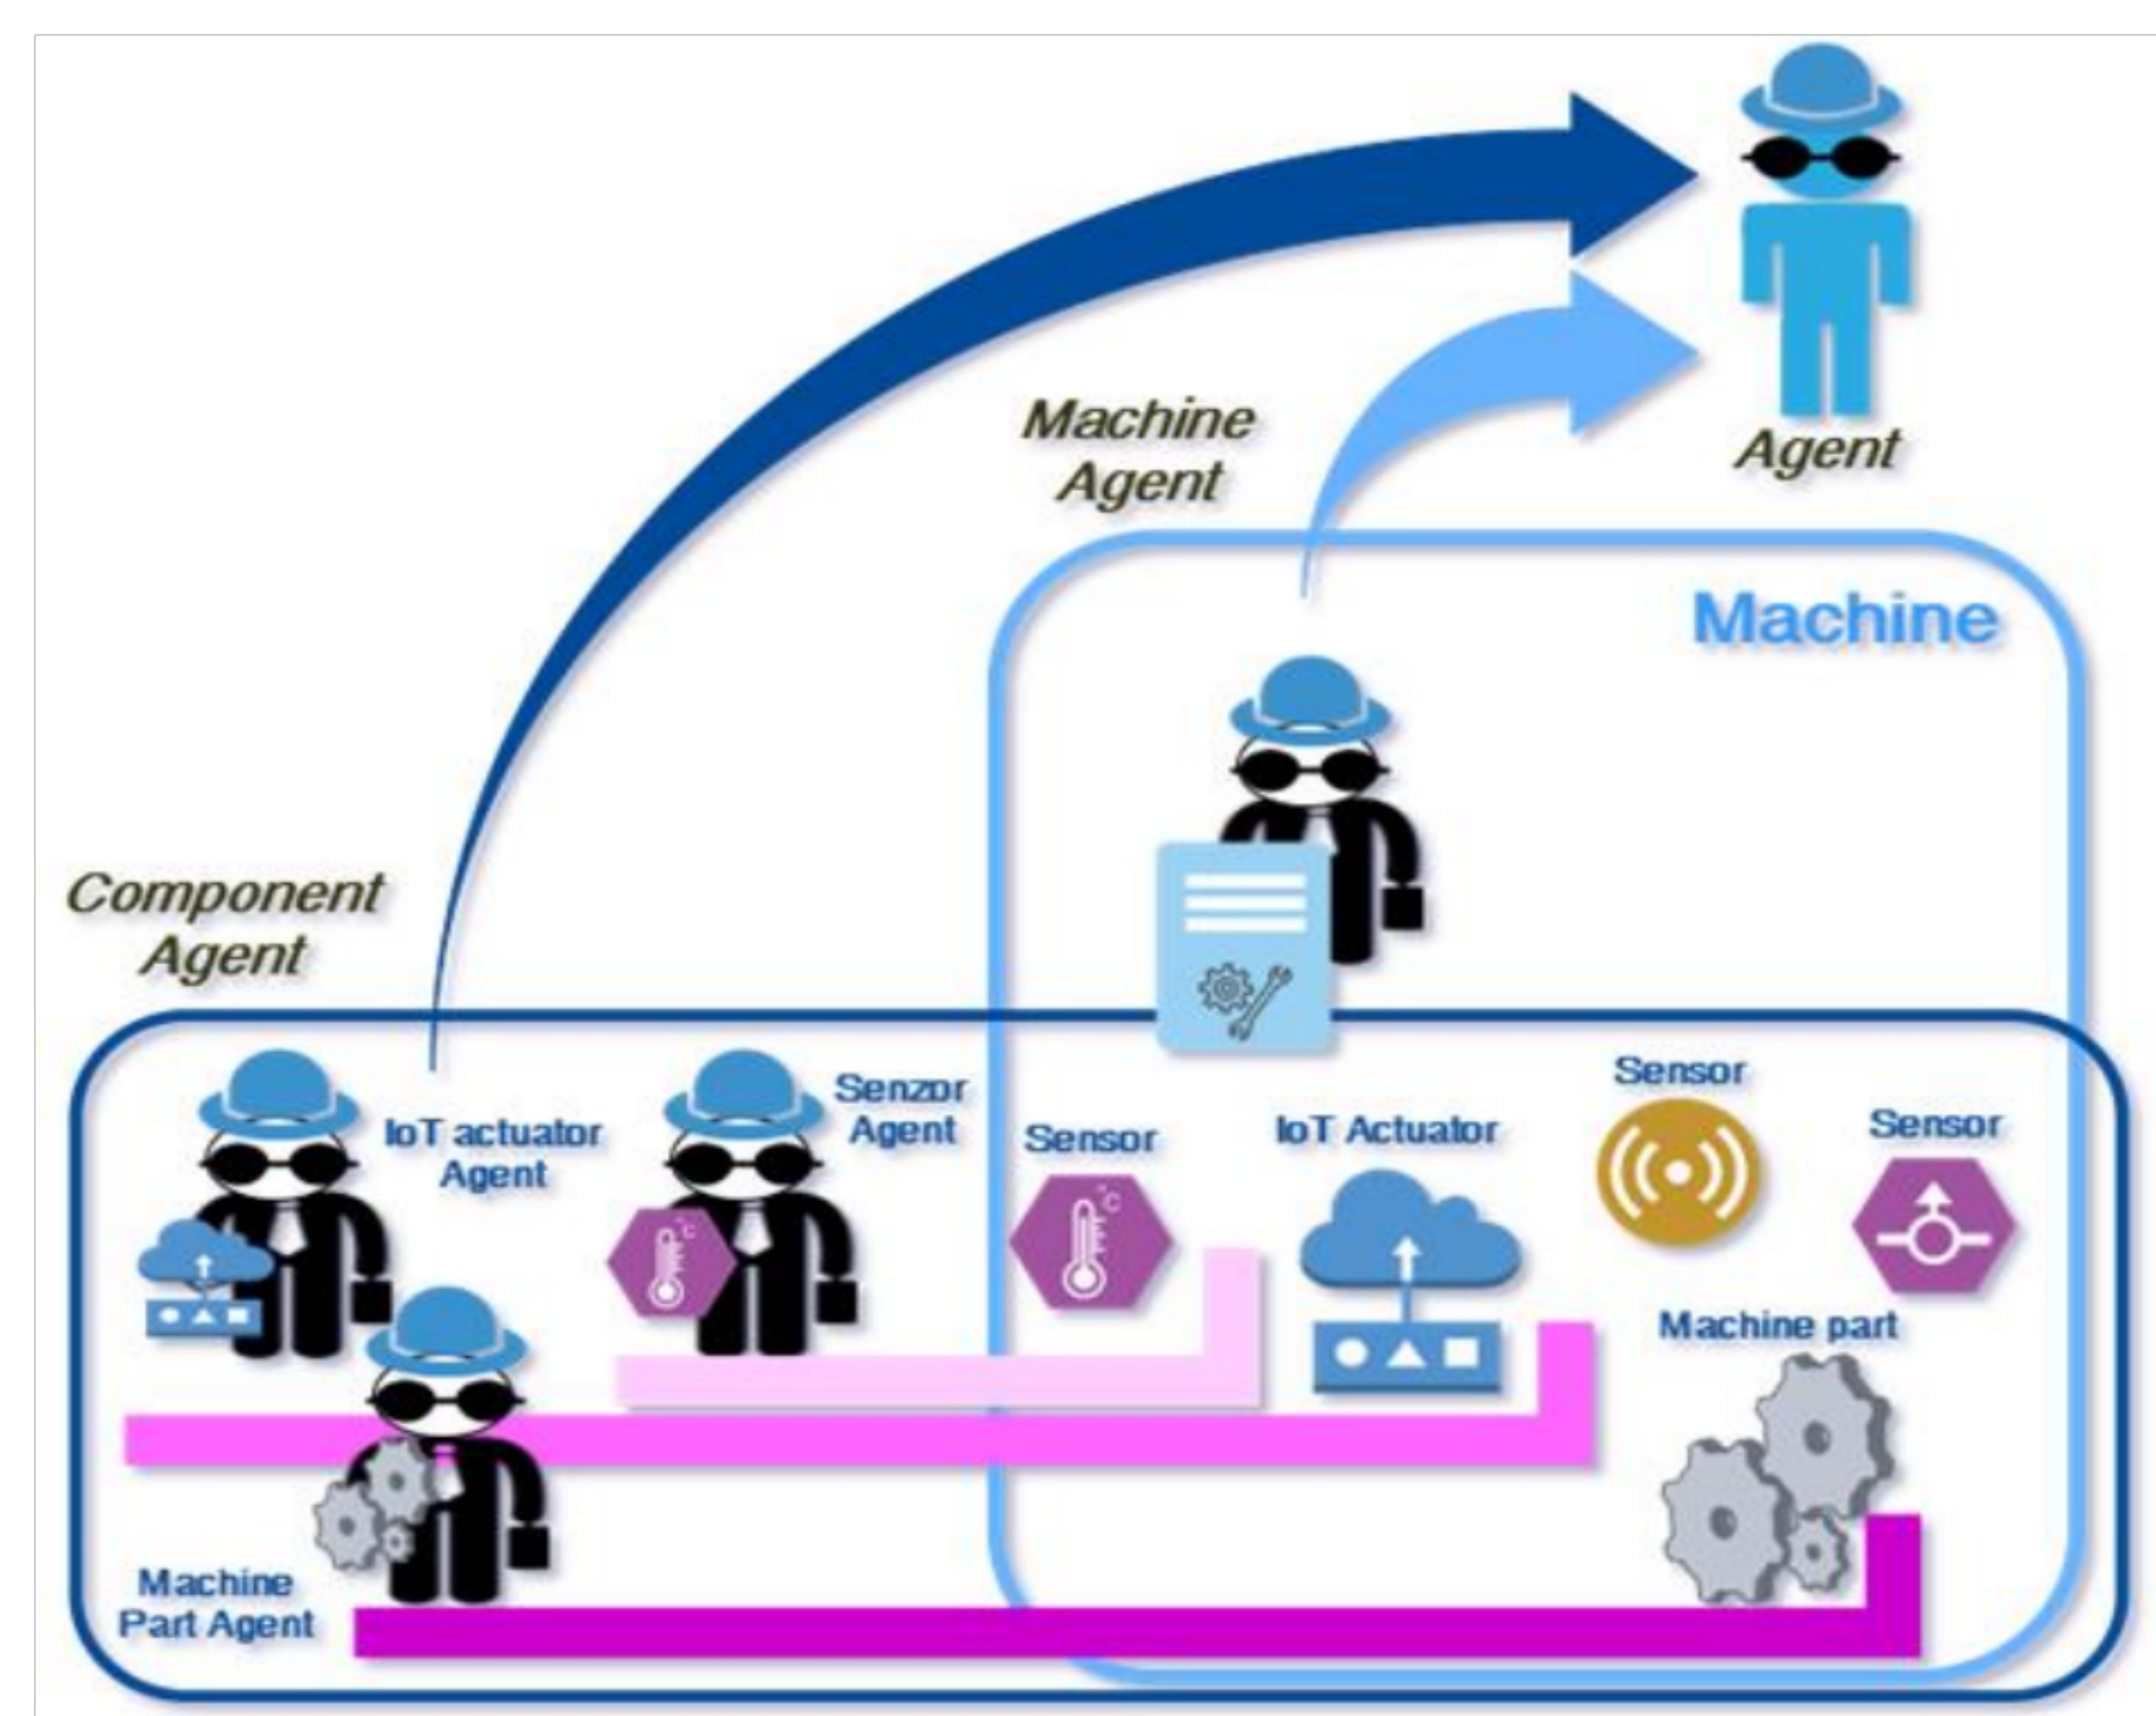 Agent
Machine
Agent
Machine
Component
Agent
IoT actuator
Agent
Senzor
Agent
Sensor
IoT Actuator
Sensor
Sensor
°C
°C
Machine part
Machine
Part Agent